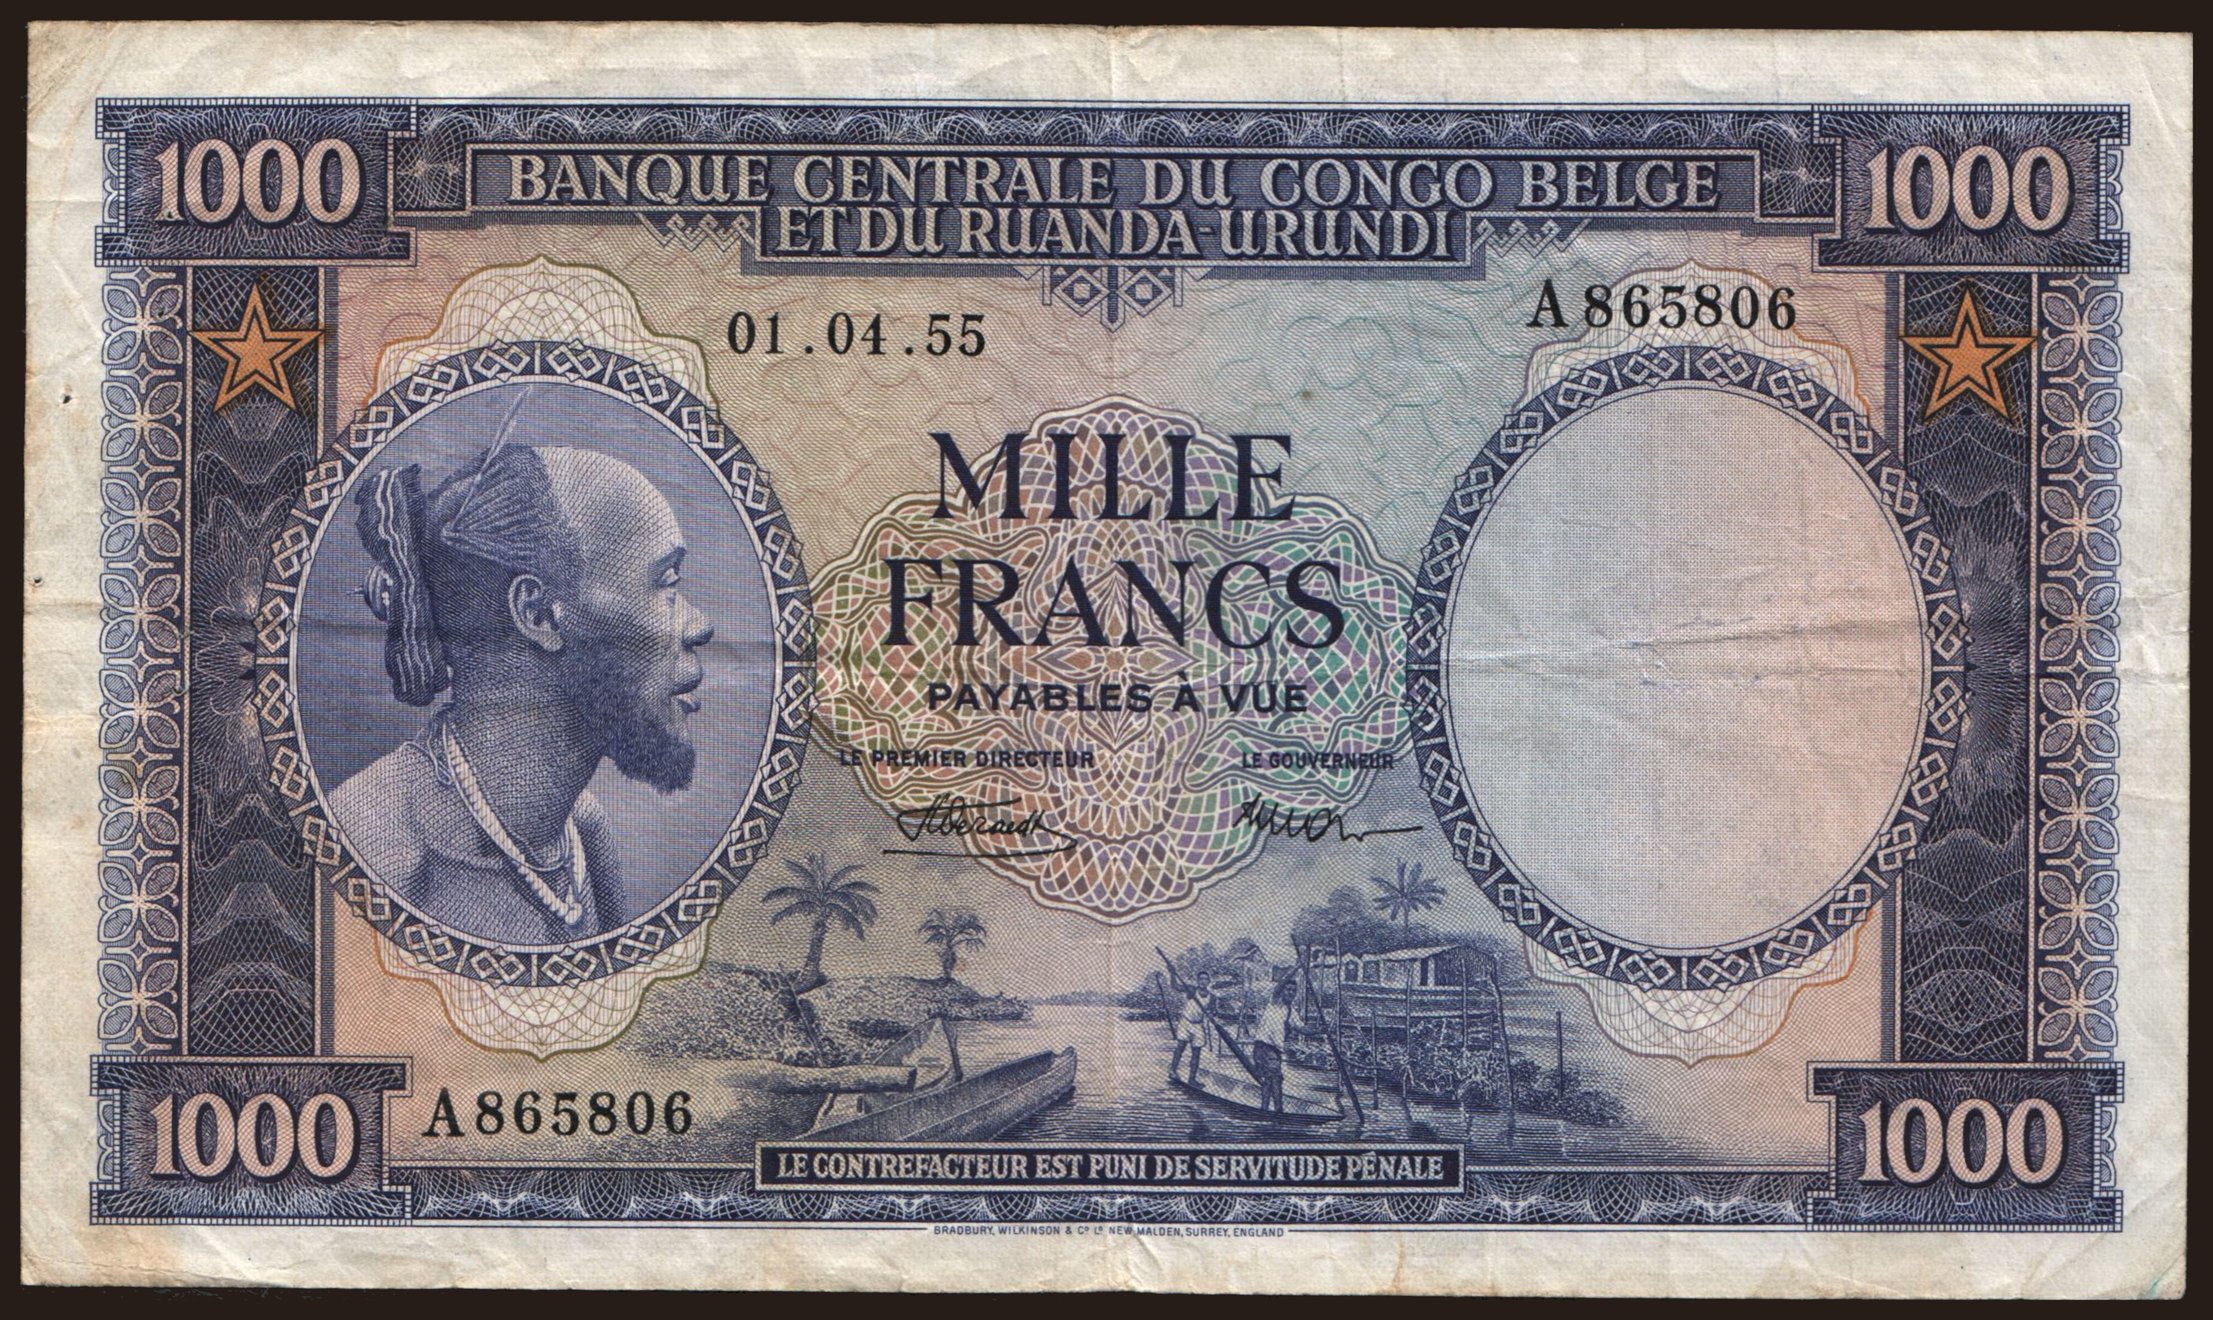 1000
1000
BANQUE CENTRALE DU CONGO BELGE
ET DU RUANDA-URUNDI
A865806
01.04.55
MILLE
FRANCS
PAYABLES À VUE
LE PREMIER DIRECTEUR
LE GOUVERNEUR
A865806
1000
1000
LE CONTREFACTEUR EST PUNI DE SERVITUDE PÉNALE
BRADBURY, WILKINSON & Cº Lº NEW MALDEN, SURREY, ENGLAND